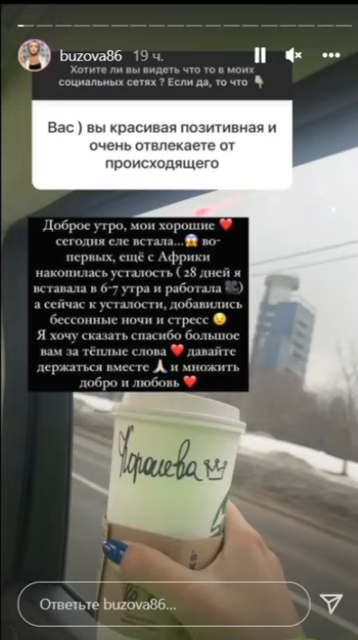 buzova86 19 ч.
Хотите ли вы видеть что то в моих
социальных сетях ? Если да, то что 👇🏼
Вас ) вы красивая позитивная и
очень отвлекаете от
происходящего
Доброе утро, мои хорошие ❤️
сегодня еле встала...😱 во-
первых, ещё с Африки
накопилась усталость ( 28 дней я
вставала в 6-7 утра и работала 🎥)
а сейчас к усталости, добавились
бессонные ночи и стресс 😢
Я хочу сказать спасибо большое
вам за тёплые слова ❤️ давайте
держаться вместе 🙏🏻 и множить
добро и любовь ❤️
Королева
Ответьте buzova86...